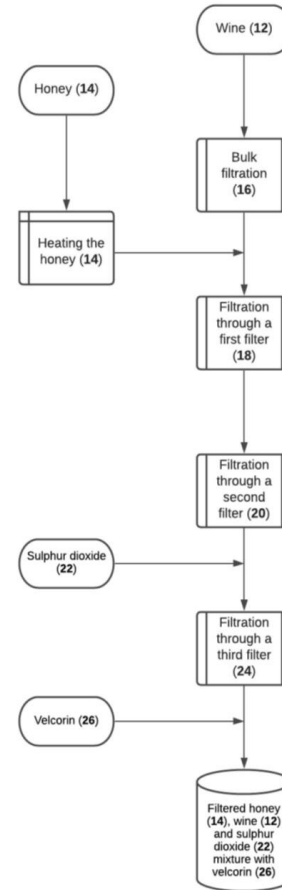 Wine (12)
Honey (14)
Bulk
filtration
(16)
Heating the
honey (14)
Filtration
through a
first filter
(18)
Filtration
through a
second
filter (20)
Sulphur dioxide
(22)
Filtration
through a
third filter
(24)
Velcorin (26)
Filtered honey
(14), wine (12)
and sulphur
dioxide (22)
mixture with
velcorin (26)